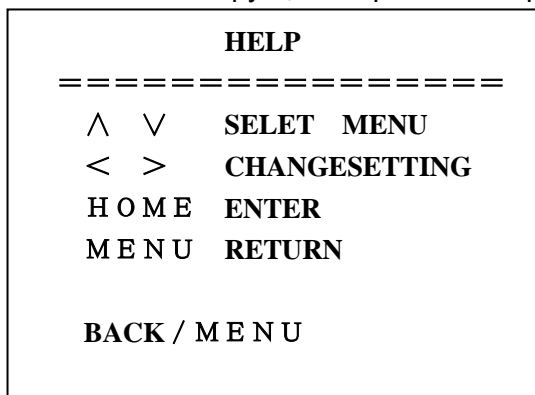 HELP
================
∧ ∨ SELET MENU
< > CHANGESETTING
HOME ENTER
MENU RETURN
BACK / MENU